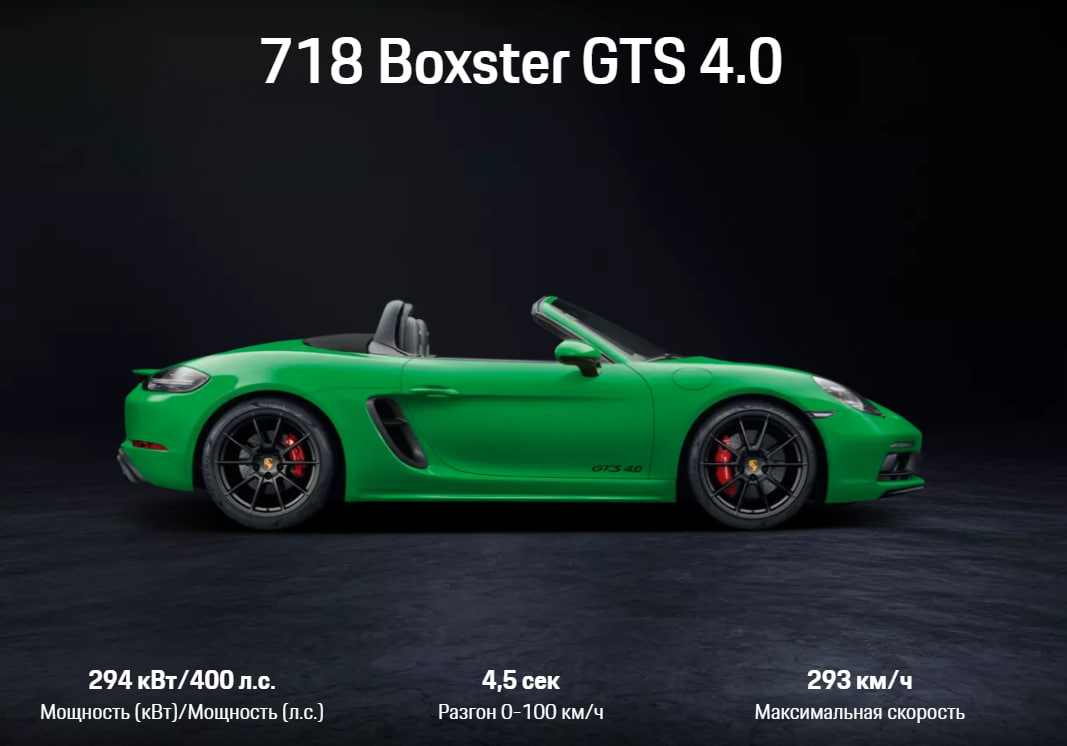 718 Boxster GTS 4.0
GTS 4.0
294 кВт/400 л.с.
Мощность (кВт)/Мощность (л.с.)
4,5 сек
Разгон 0-100 км/ч
293 км/ч
Максимальная скорость